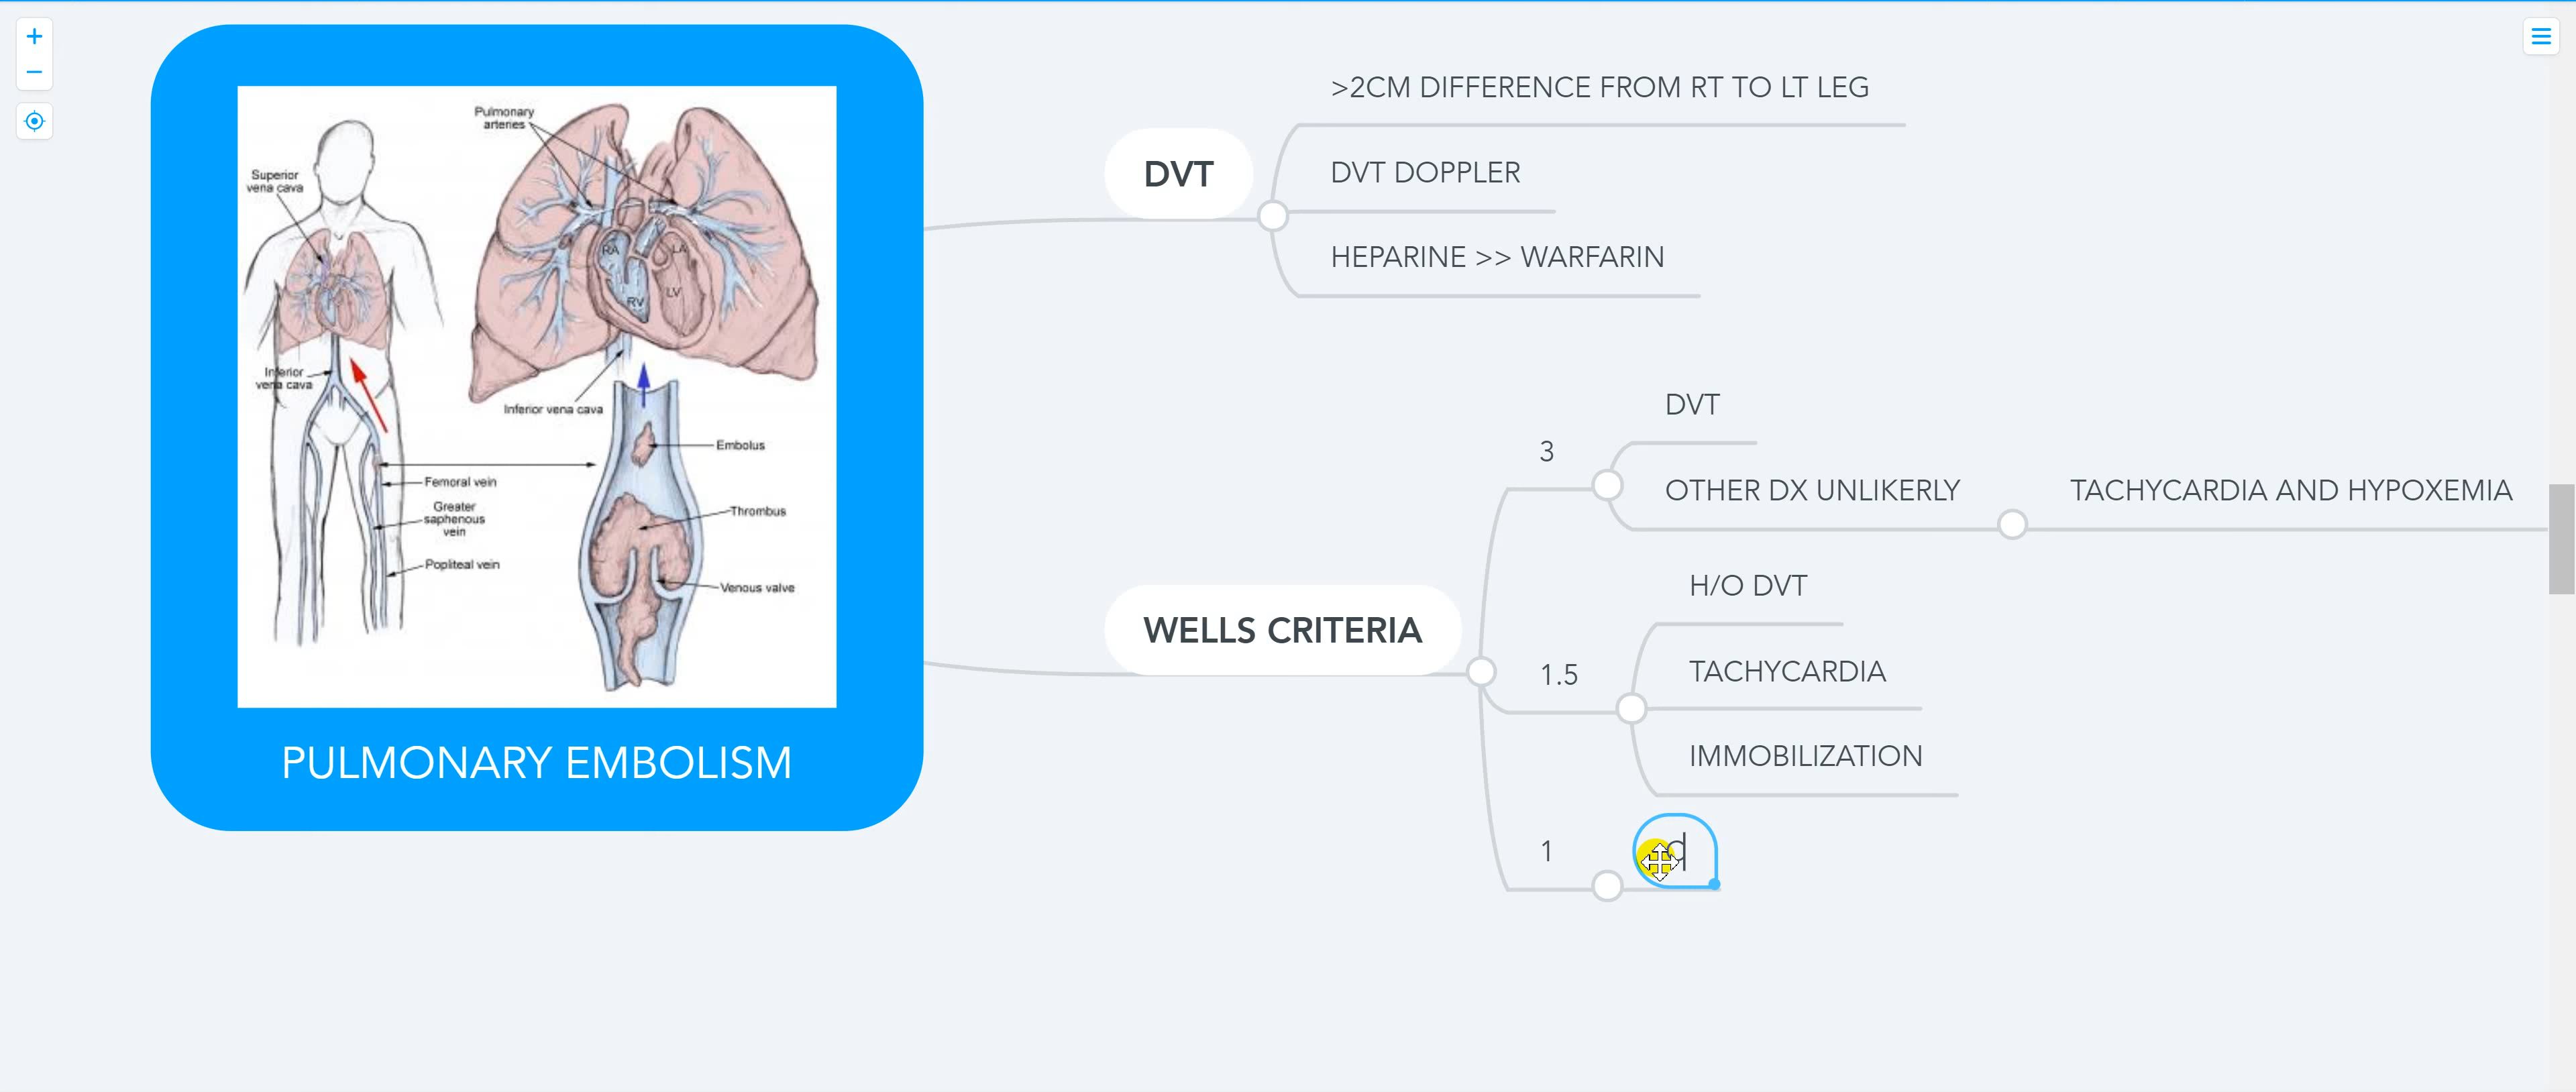 Pulmonary
arteries
Superior
vena cava
RA
LA
RV
LV
Inferior
vena cava
Inferior vena cava
Embolus
Femoral vein
Greater
saphenous
vein
Thrombus
Popliteal vein
Venous valve
PULMONARY EMBOLISM
DVT
>2CM DIFFERENCE FROM RT TO LT LEG
DVT DOPPLER
HEPARINE >> WARFARIN
WELLS CRITERIA
3
DVT
OTHER DX UNLIKERLY
TACHYCARDIA AND HYPOXEMIA
1.5
H/O DVT
TACHYCARDIA
IMMOBILIZATION
1
d